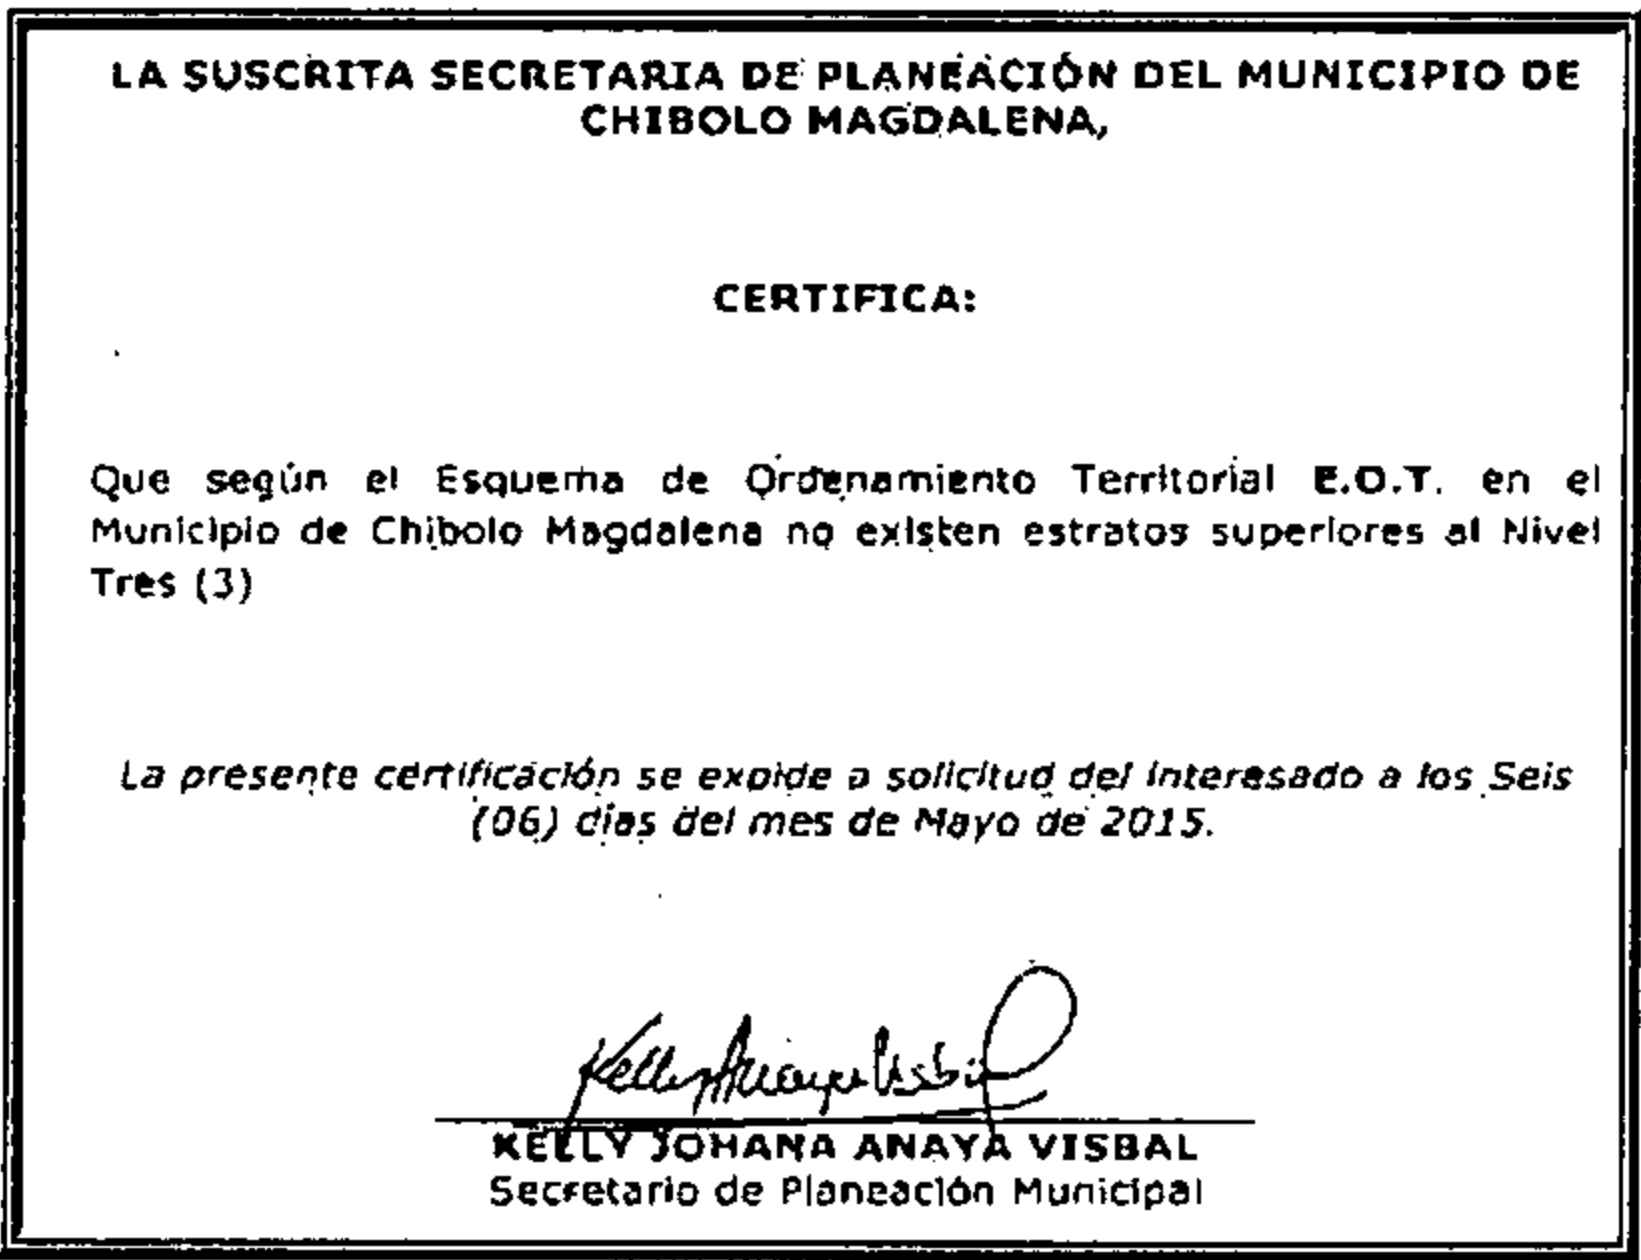 LA SUSCRITA SECRETARIA DE PLANEACIÓN DEL MUNICIPIO DE
CHIBOLO MAGDALENA,
CERTIFICA:
Que según el Esquema de Ordenamiento Territorial E.O.T. en el
Municipio de Chibolo Magdalena no existen estratos superiores al Nivel
Tres (3)
La presente certificación se expide a solicitud del interesado a los Seis
(06) días del mes de Mayo de 2015.
Kelly Anaya Visbal
KELLY JOHANA ANAYA VISBAL
Secretario de Planeación Municipal